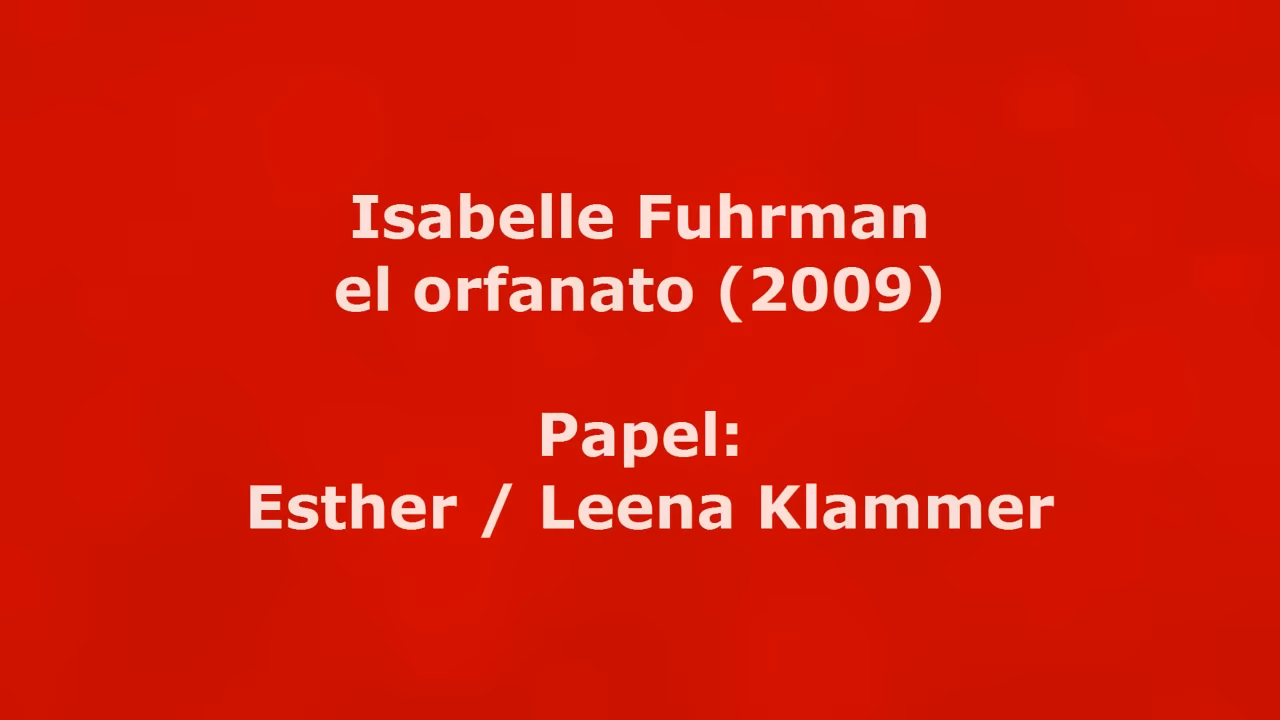 Isabelle Fuhrman
el orfanato (2009)
Papel:
Esther / Leena Klammer